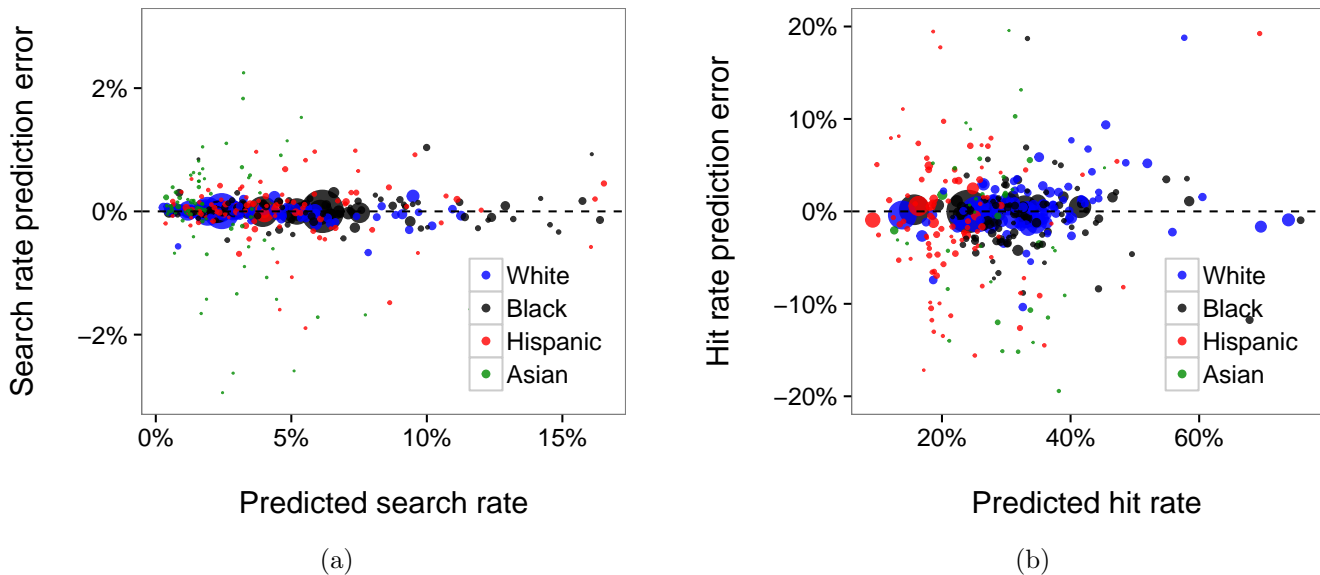 Search rate prediction error
2%
0%
−2%
0%
5%
10%
15%
Predicted search rate
White
Black
Hispanic
Asian
(a)
Hit rate prediction error
20%
10%
0%
−10%
−20%
20%
40%
60%
Predicted hit rate
White
Black
Hispanic
Asian
(b)